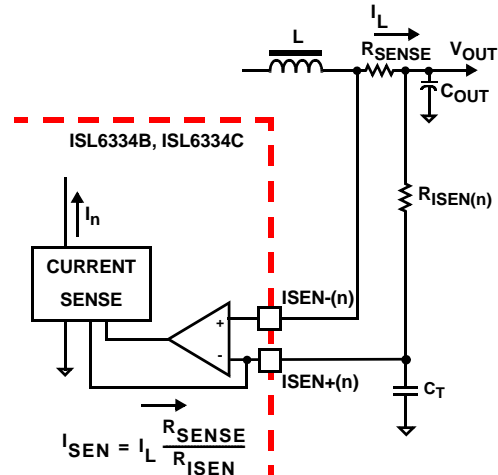 I_L
L
R_SENSE
V_OUT
C_OUT
ISL6334B, ISL6334C
R_ISEN(n)
I_n
CURRENT
SENSE
ISEN-(n)
+
-
ISEN+(n)
C_T
I_SEN = I_L R_SENSE / R_ISEN